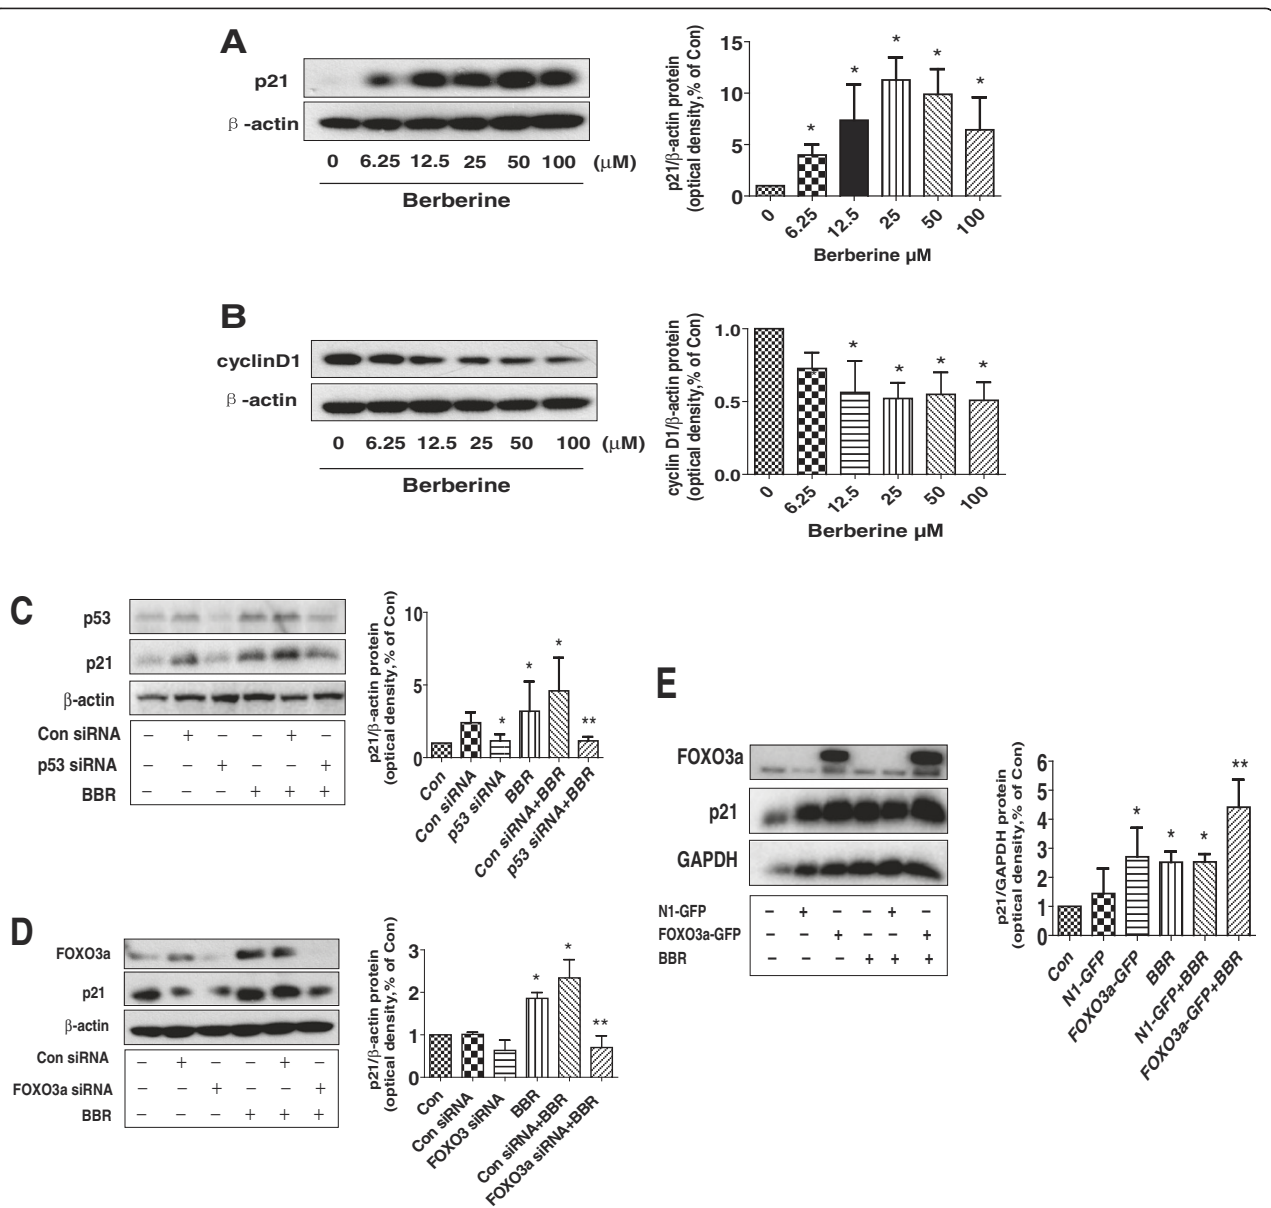 A
p21
β -actin
0 6.25 12.5 25 50 100 (μM)
Berberine
p21/β-actin protein
(optical density,% of Con)
15
10
5
0
* * * * *
0 6.25 12.5 25 50 100
Berberine μM
B
cyclinD1
β -actin
0 6.25 12.5 25 50 100 (μM)
Berberine
cyclin D1/β-actin protein
(optical density,% of Con)
1.0
0.5
0.0
* * * * *
0 6.25 12.5 25 50 100
Berberine μM
C
p53
p21
β-actin
Con siRNA − + − − + −
p53 siRNA − − + − − +
BBR − − − + + +
p21/β-actin protein
(optical density,% of Con)
10
5
0
* * * **
Con
Con siRNA
p53 siRNA
BBR
Con siRNA+BBR
p53 siRNA+BBR
D
FOXO3a
p21
β-actin
Con siRNA − + − − + −
FOXO3a siRNA − − + − − +
BBR − − − + + +
p21/β-actin protein
(optical density,% of Con)
3
2
1
0
* * **
Con
Con siRNA
FOXO3 siRNA
BBR
Con siRNA+BBR
FOXO3a siRNA+BBR
E
FOXO3a
p21
GAPDH
N1-GFP − + − − + −
FOXO3a-GFP − − + − − +
BBR − − − + + +
p21/GAPDH protein
(optical density,% of Con)
6
5
4
3
2
1
0
* * * **
Con
N1-GFP
FOXO3a-GFP
BBR
N1-GFP+BBR
FOXO3a-GFP+BBR